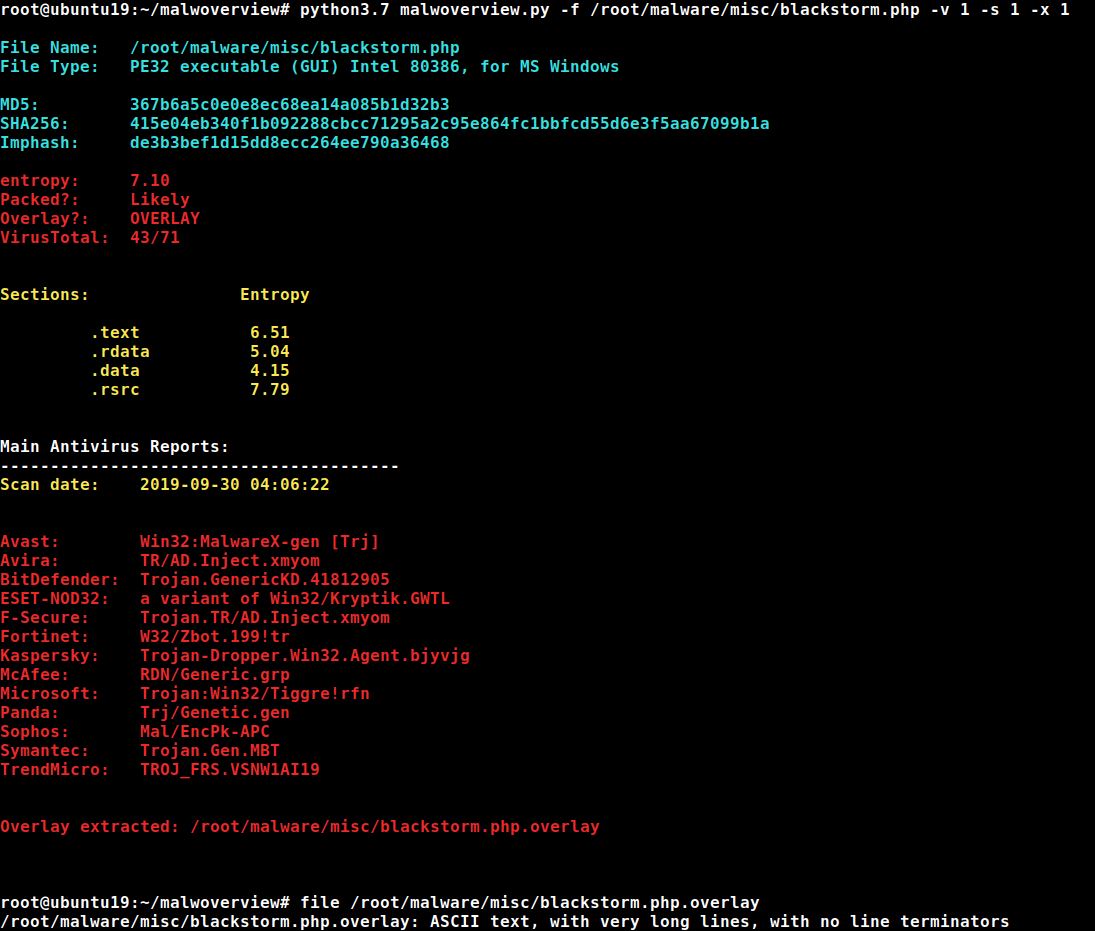 root@ubuntu19:~/malwoverview# python3.7 malwoverview.py -f /root/malware/misc/blackstorm.php -v 1 -s 1 -x 1
File Name: /root/malware/misc/blackstorm.php
File Type: PE32 executable (GUI) Intel 80386, for MS Windows
MD5: 367b6a5c0e0e8ec68ea14a085b1d32b3
SHA256: 415e04eb340f1b092288cbcc71295a2c95e864fc1bbfcd55d6e3f5aa67099b1a
Imphash: de3b3bef1d15dd8ecc264ee790a36468
entropy: 7.10
Packed?: Likely
Overlay?: OVERLAY
VirusTotal: 43/71
Sections: Entropy
.text 6.51
.rdata 5.04
.data 4.15
.rsrc 7.79
Main Antivirus Reports:
----------------------------------------
Scan date: 2019-09-30 04:06:22
Avast: Win32:MalwareX-gen [Trj]
Avira: TR/AD.Inject.xmyom
BitDefender: Trojan.GenericKD.41812905
ESET-NOD32: a variant of Win32/Kryptik.GWTL
F-Secure: Trojan.TR/AD.Inject.xmyom
Fortinet: W32/Zbot.199!tr
Kaspersky: Trojan-Dropper.Win32.Agent.bjyvjg
McAfee: RDN/Generic.grp
Microsoft: Trojan:Win32/Tiggre!rfn
Panda: Trj/Genetic.gen
Sophos: Mal/EncPk-APC
Symantec: Trojan.Gen.MBT
TrendMicro: TROJ_FRS.VSNW1AI19
Overlay extracted: /root/malware/misc/blackstorm.php.overlay
root@ubuntu19:~/malwoverview# file /root/malware/misc/blackstorm.php.overlay
/root/malware/misc/blackstorm.php.overlay: ASCII text, with very long lines, with no line terminators